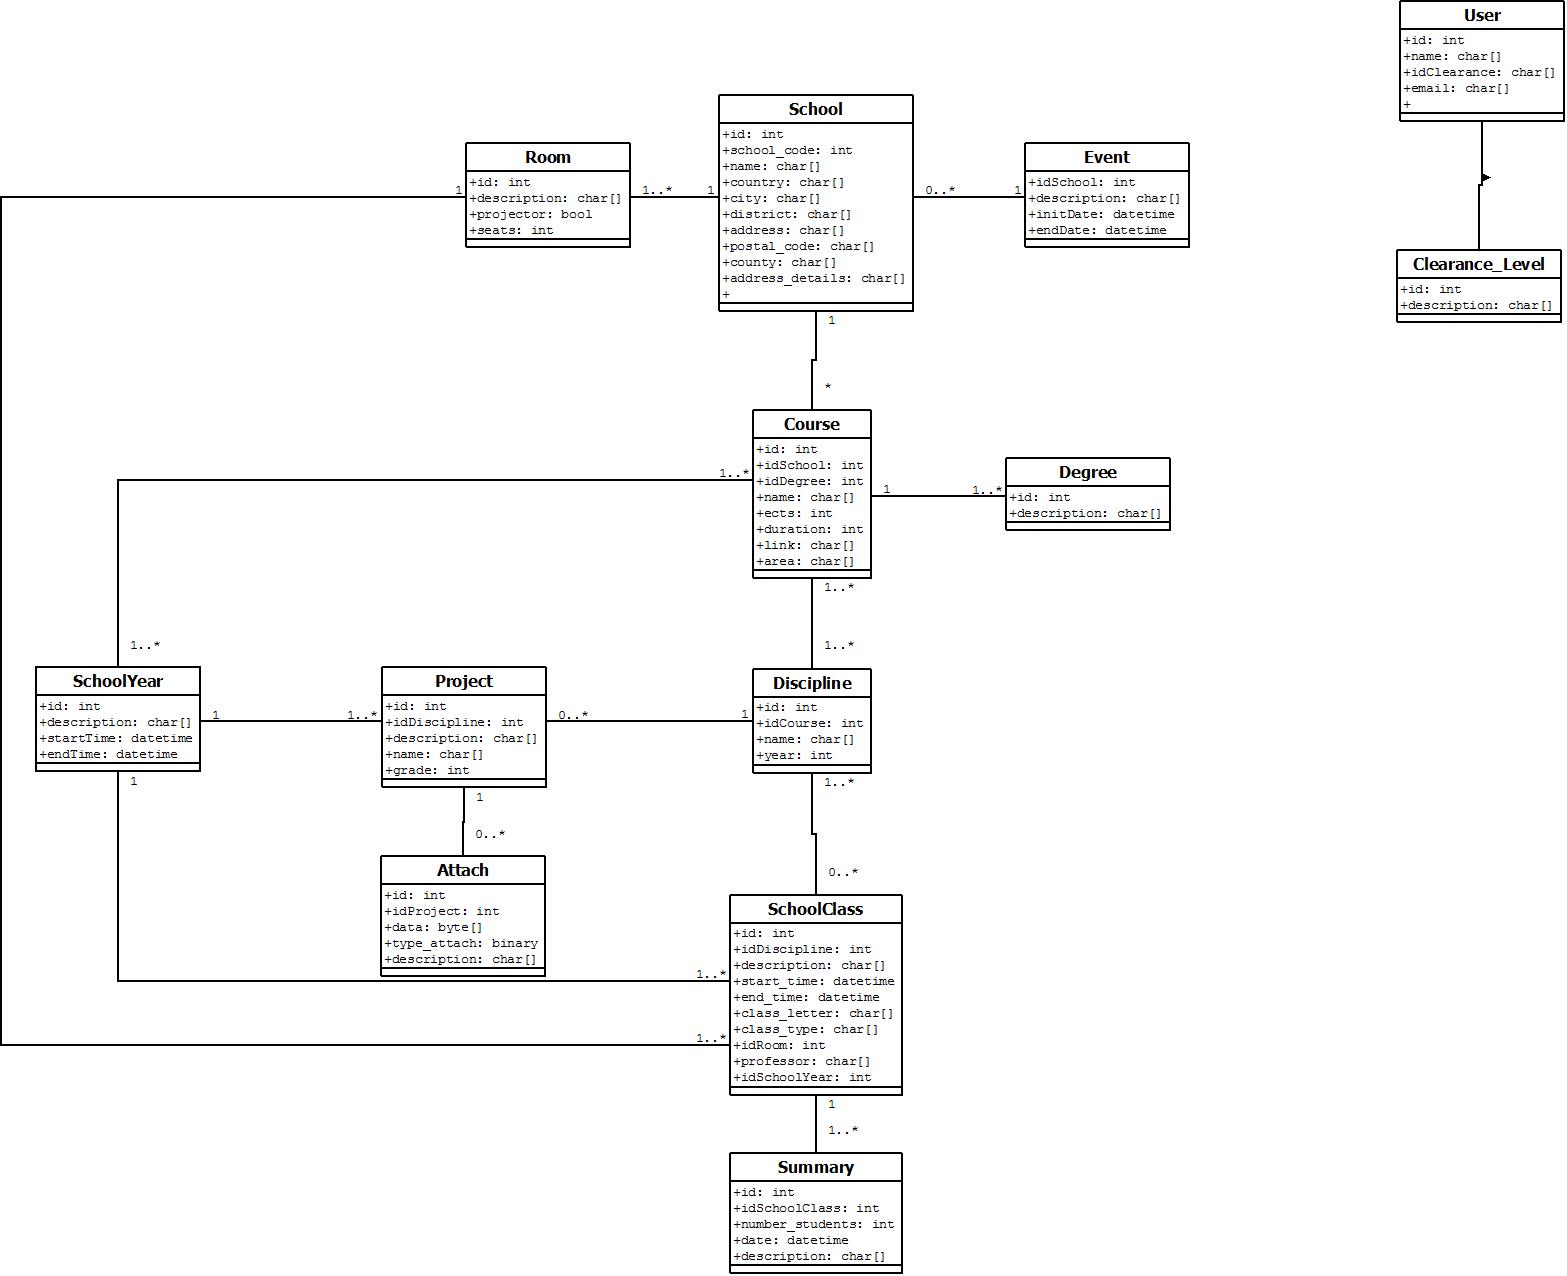 User
+id: int
+name: char[]
+idClearance: char[]
+email: char[]
+
School
+id: int
+school_code: int
+name: char[]
+country: char[]
+city: char[]
+district: char[]
+address: char[]
+postal_code: char[]
+county: char[]
+address_details: char[]
+
Room
+id: int
+description: char[]
+projector: bool
+seats: int
Event
+idSchool: int
+description: char[]
+initDate: datetime
+endDate: datetime
1
1..*
1
0..*
1
Clearance_Level
+id: int
+description: char[]
1
*
Course
+id: int
+idSchool: int
+idDegree: int
+name: char[]
+ects: int
+duration: int
+link: char[]
+area: char[]
1..*
1
1..*
Degree
+id: int
+description: char[]
1..*
1..*
1..*
SchoolYear
+id: int
+description: char[]
+startTime: datetime
+endTime: datetime
1
1..*
Project
+id: int
+idDiscipline: int
+description: char[]
+name: char[]
+grade: int
0..*
1
Discipline
+id: int
+idCourse: int
+name: char[]
+year: int
1
1
1..*
0..*
Attach
+id: int
+idProject: int
+data: byte[]
+type_attach: binary
+description: char[]
0..*
SchoolClass
+id: int
+idDiscipline: int
+description: char[]
+start_time: datetime
+end_time: datetime
+class_letter: char[]
+class_type: char[]
+idRoom: int
+professor: char[]
+idSchoolYear: int
1..*
1..*
1
1..*
Summary
+id: int
+idSchoolClass: int
+number_students: int
+date: datetime
+description: char[]